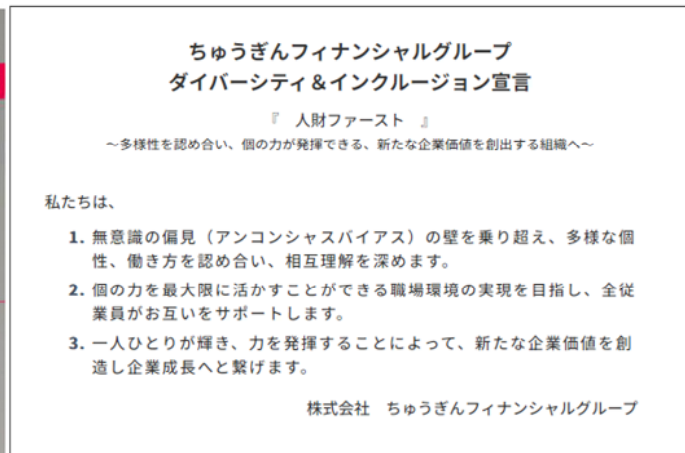 ちゅうぎんフィナンシャルグループ
ダイバーシティ＆インクルージョン宣言
『　人財ファースト　』
～多様性を認め合い、個の力が発揮できる、新たな企業価値を創出する組織へ～
私たちは、
1. 無意識の偏見（アンコンシャスバイアス）の壁を乗り超え、多様な個
性、働き方を認め合い、相互理解を深めます。
2. 個の力を最大限に活かすことができる職場環境の実現を目指し、全従
業員がお互いをサポートします。
3. 一人ひとりが輝き、力を発揮することによって、新たな企業価値を創
造し企業成長へと繋げます。
株式会社　ちゅうぎんフィナンシャルグループ